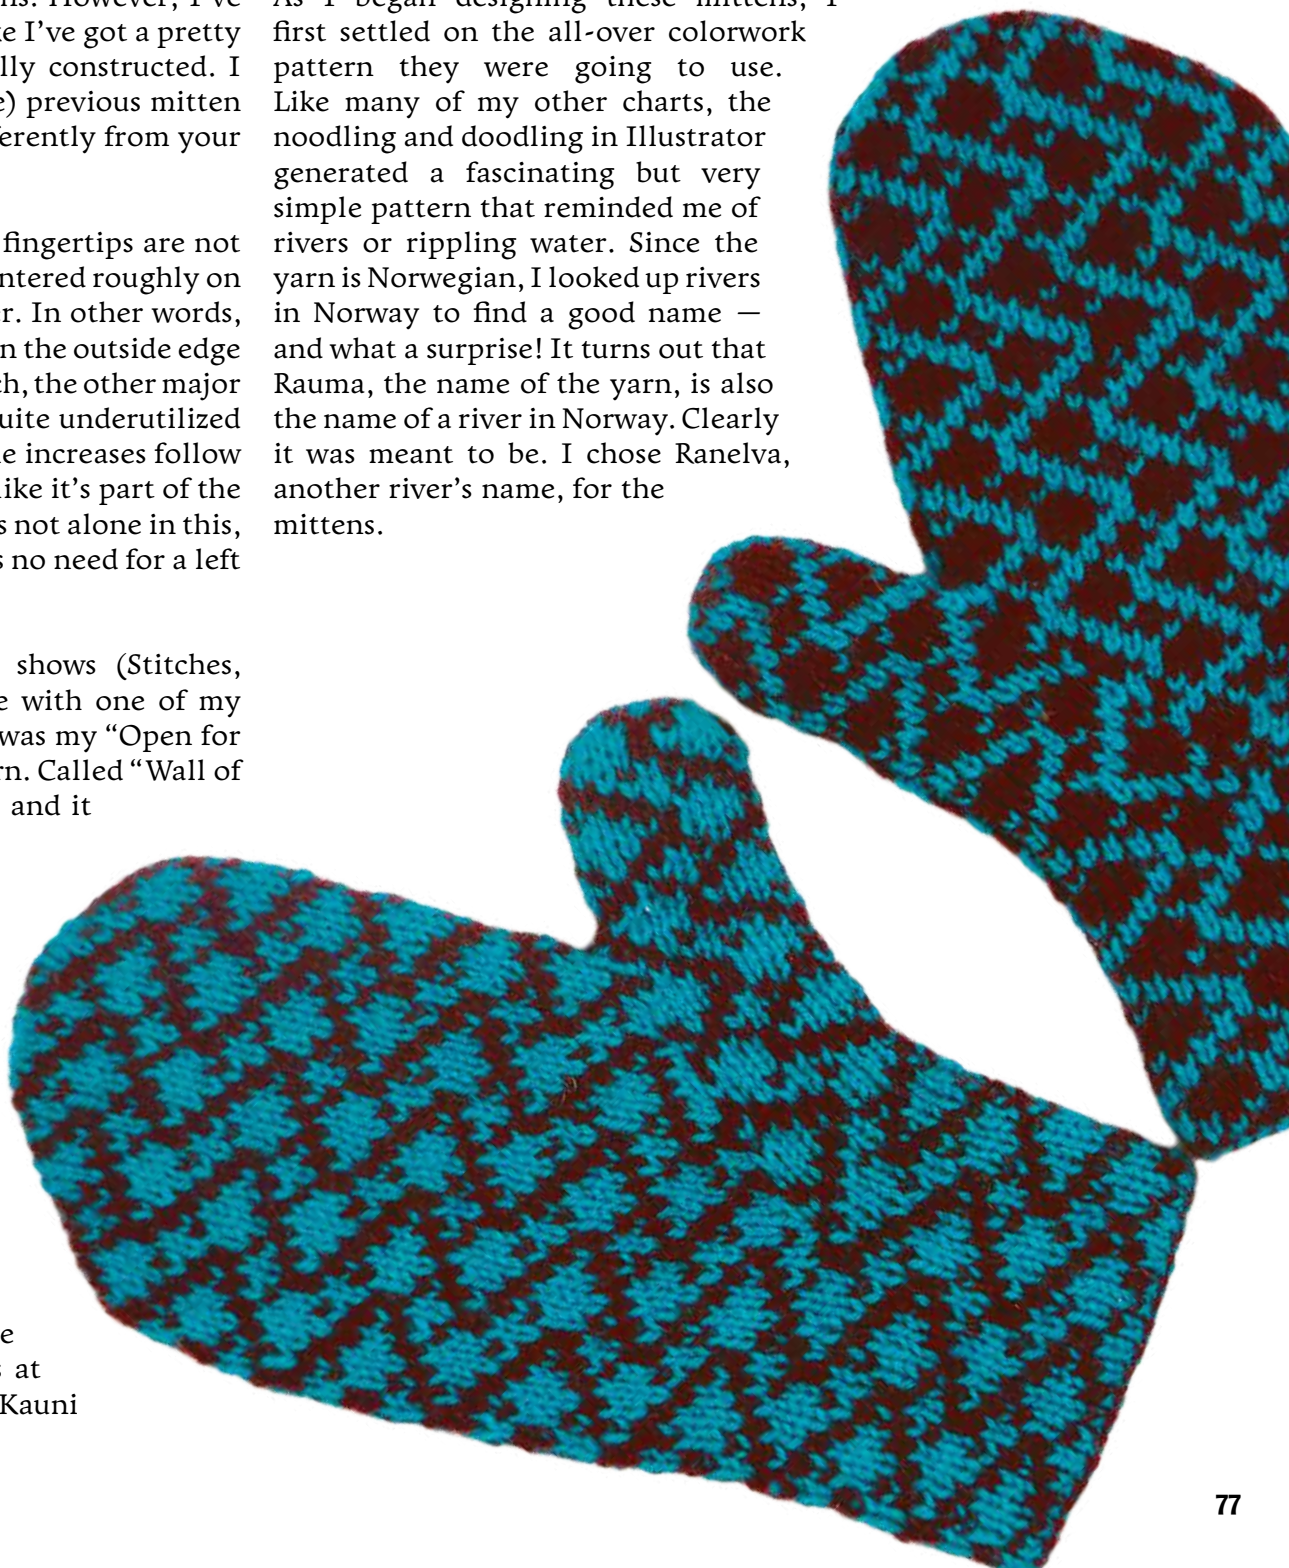 ns. However, I've
ke I've got a pretty
lly constructed. I
e) previous mitten
ferently from your
fingertips are not
ntered roughly on
er. In other words,
n the outside edge
ch, the other major
uite underutilized
e increases follow
like it's part of the
s not alone in this,
s no need for a left
shows (Stitches,
e with one of my
was my “Open for
rn. Called “Wall of
and it
e
s at
Kauni
As I began designing these mittens, I
first settled on the all-over colorwork
pattern they were going to use.
Like many of my other charts, the
noodling and doodling in Illustrator
generated a fascinating but very
simple pattern that reminded me of
rivers or rippling water. Since the
yarn is Norwegian, I looked up rivers
in Norway to find a good name —
and what a surprise! It turns out that
Rauma, the name of the yarn, is also
the name of a river in Norway. Clearly
it was meant to be. I chose Ranelva,
another river’s name, for the
mittens.
77